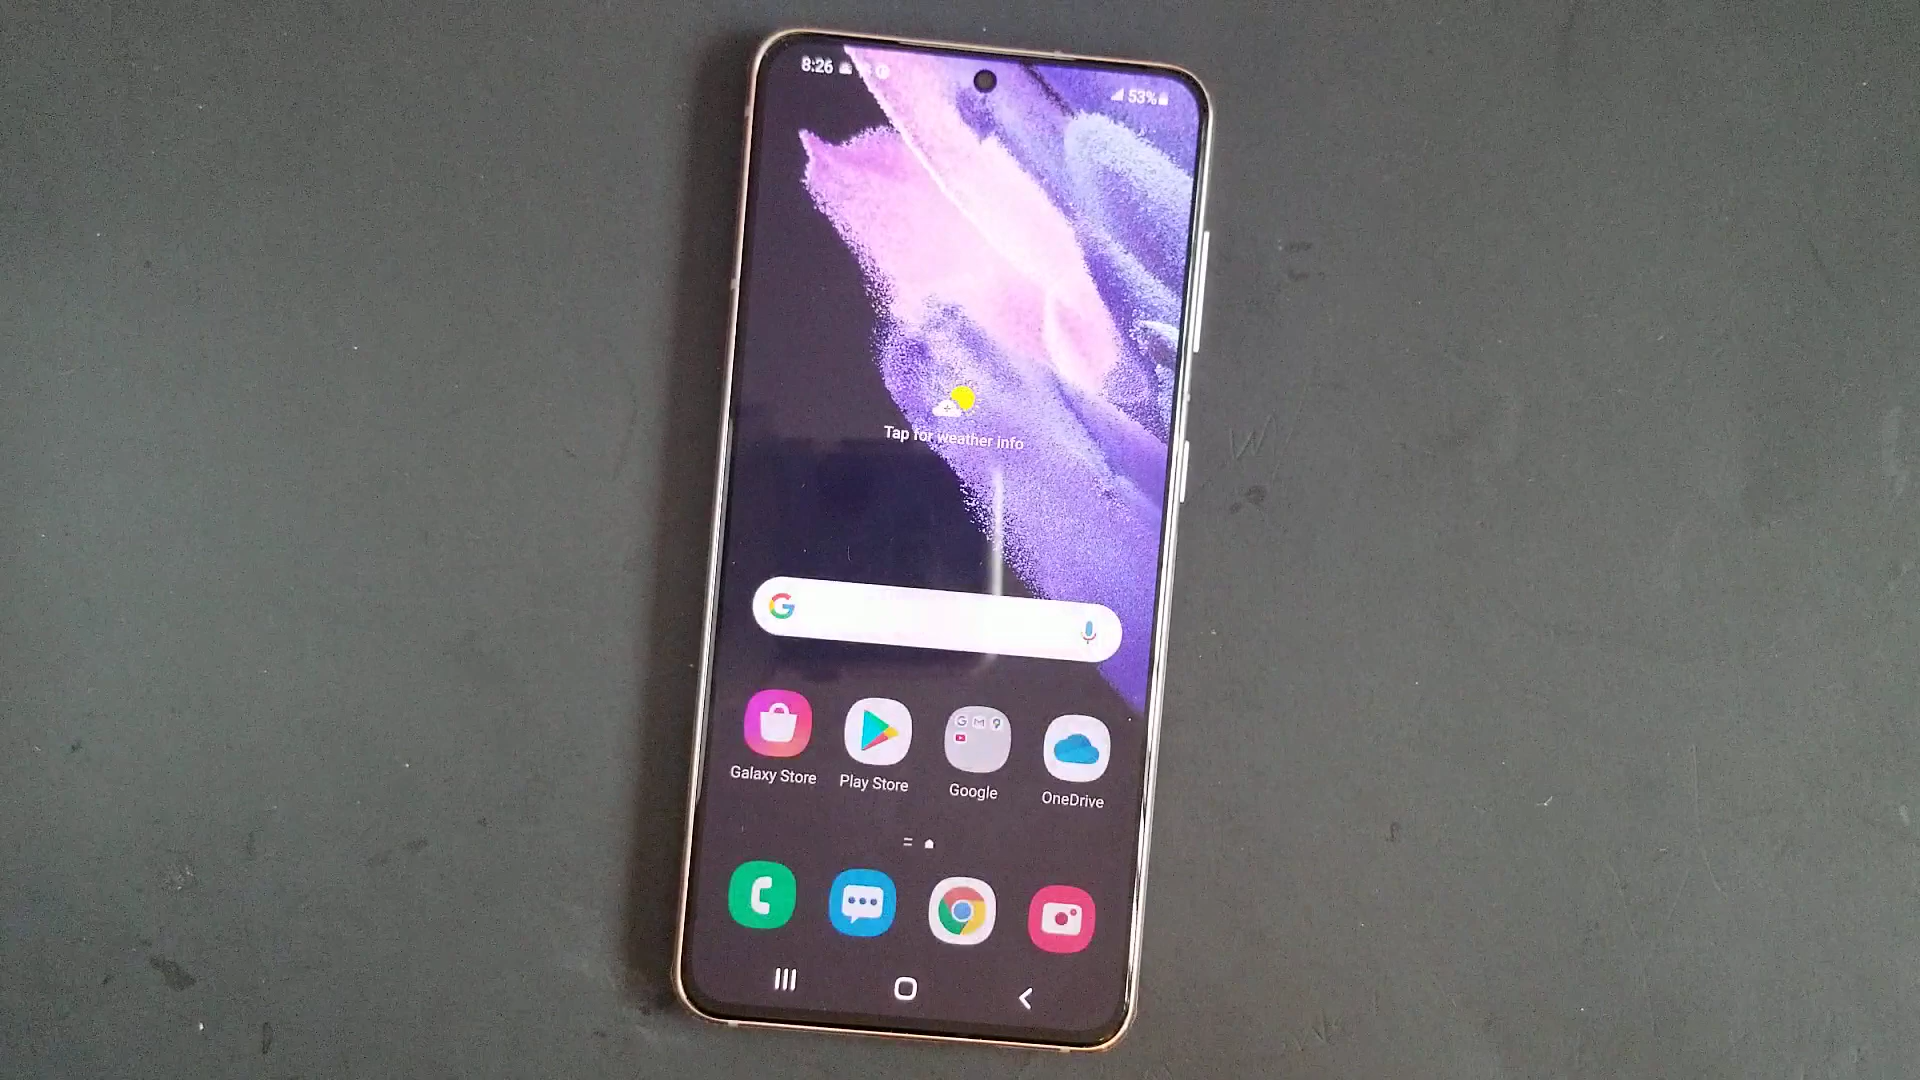 8:26
53%
Tap for weather info
G
Galaxy Store
Play Store
Google
OneDrive